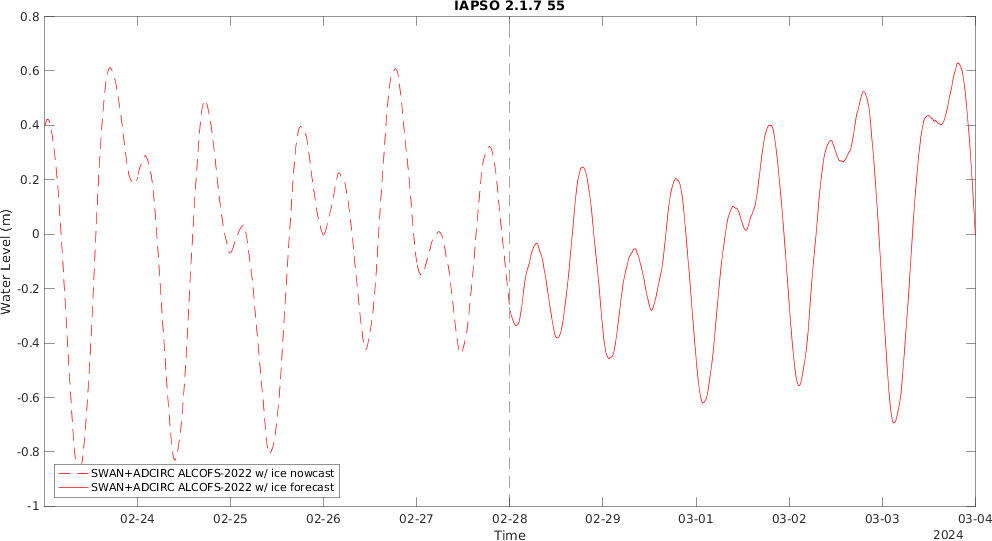 IAPSO 2.1.7 55
0.8
0.6
0.4
0.2
0
-0.2
-0.4
-0.6
-0.8
-1
Water Level (m)
SWAN+ADCIRC ALCOFS-2022 w/ ice nowcast
SWAN+ADCIRC ALCOFS-2022 w/ ice forecast
02-24 02-25 02-26 02-27 02-28 02-29 03-01 03-02 03-03 03-04
Time
2024